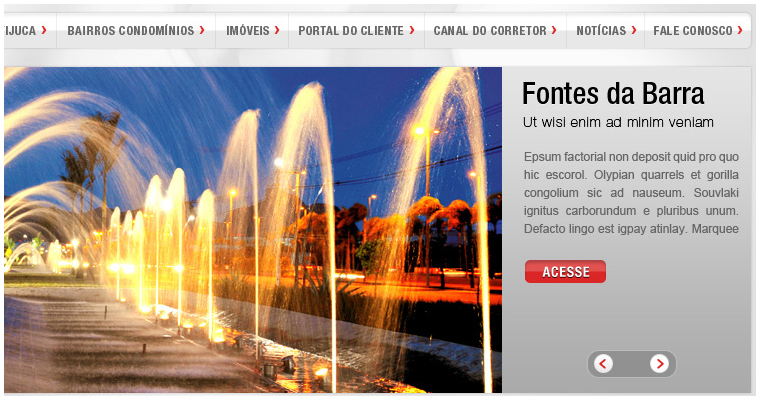 IJUCA BAIRROS CONDOMÍNIOS IMÓVEIS PORTAL DO CLIENTE CANAL DO CORRETOR NOTÍCIAS FALE CONOSCO
Fontes da Barra
Ut wisi enim ad minim veniam
Epsum factorial non deposit quid pro quo
hic escorol. Olypian quarrels et gorilla
congolium sic ad nauseum. Souvlaki
ignitus carborundum e pluribus unum.
Defacto lingo est igpay atinlay. Marquee
ACESSE